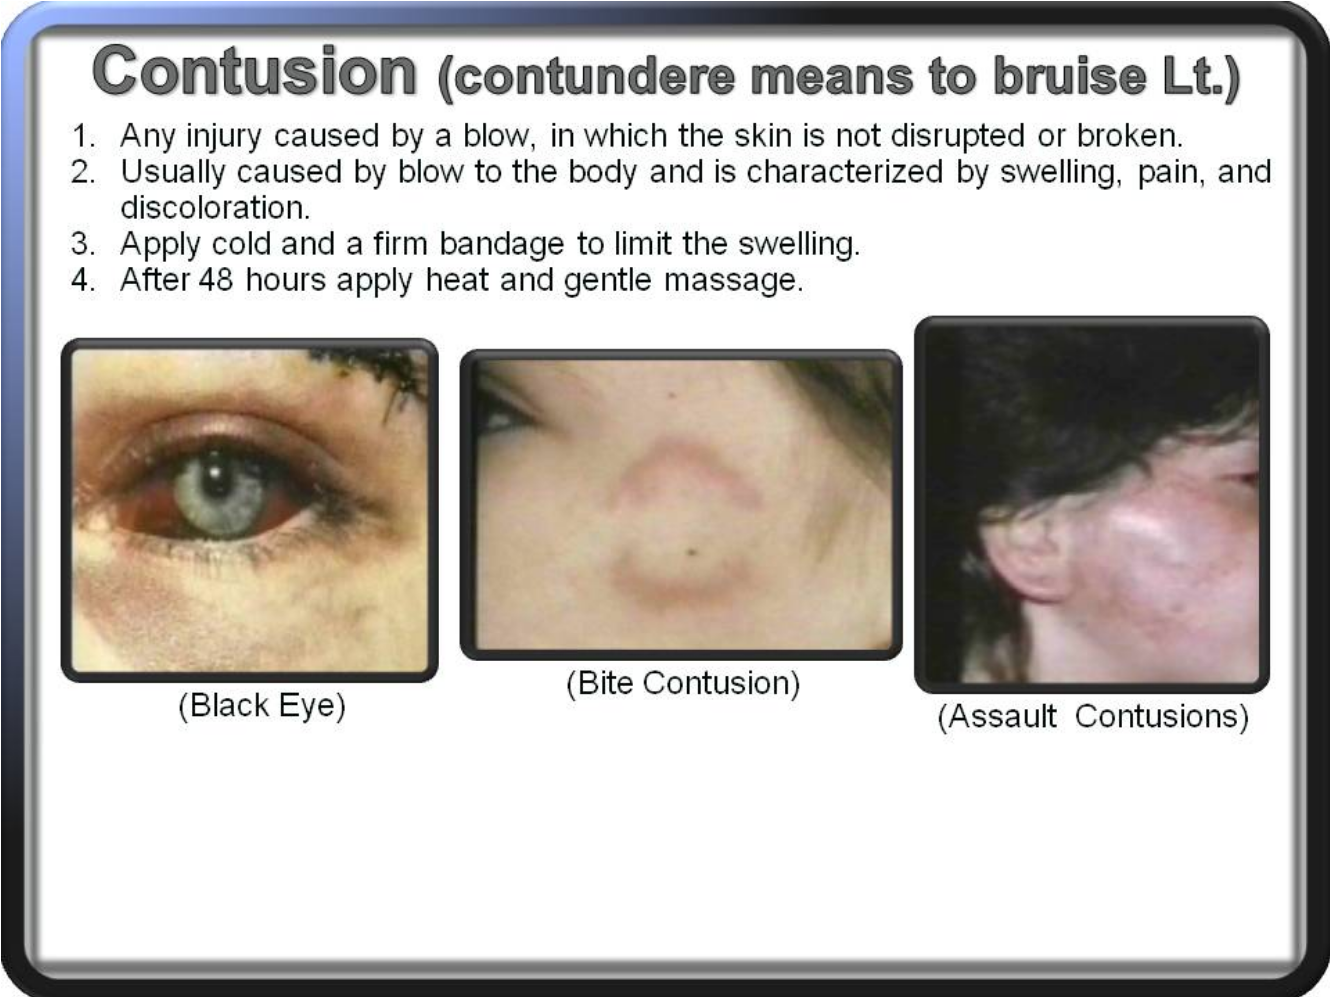 Contusion (contundere means to bruise Lt.)
1. Any injury caused by a blow, in which the skin is not disrupted or broken.
2. Usually caused by blow to the body and is characterized by swelling, pain, and
discoloration.
3. Apply cold and a firm bandage to limit the swelling.
4. After 48 hours apply heat and gentle massage.
(Black Eye)
(Bite Contusion)
(Assault Contusions)